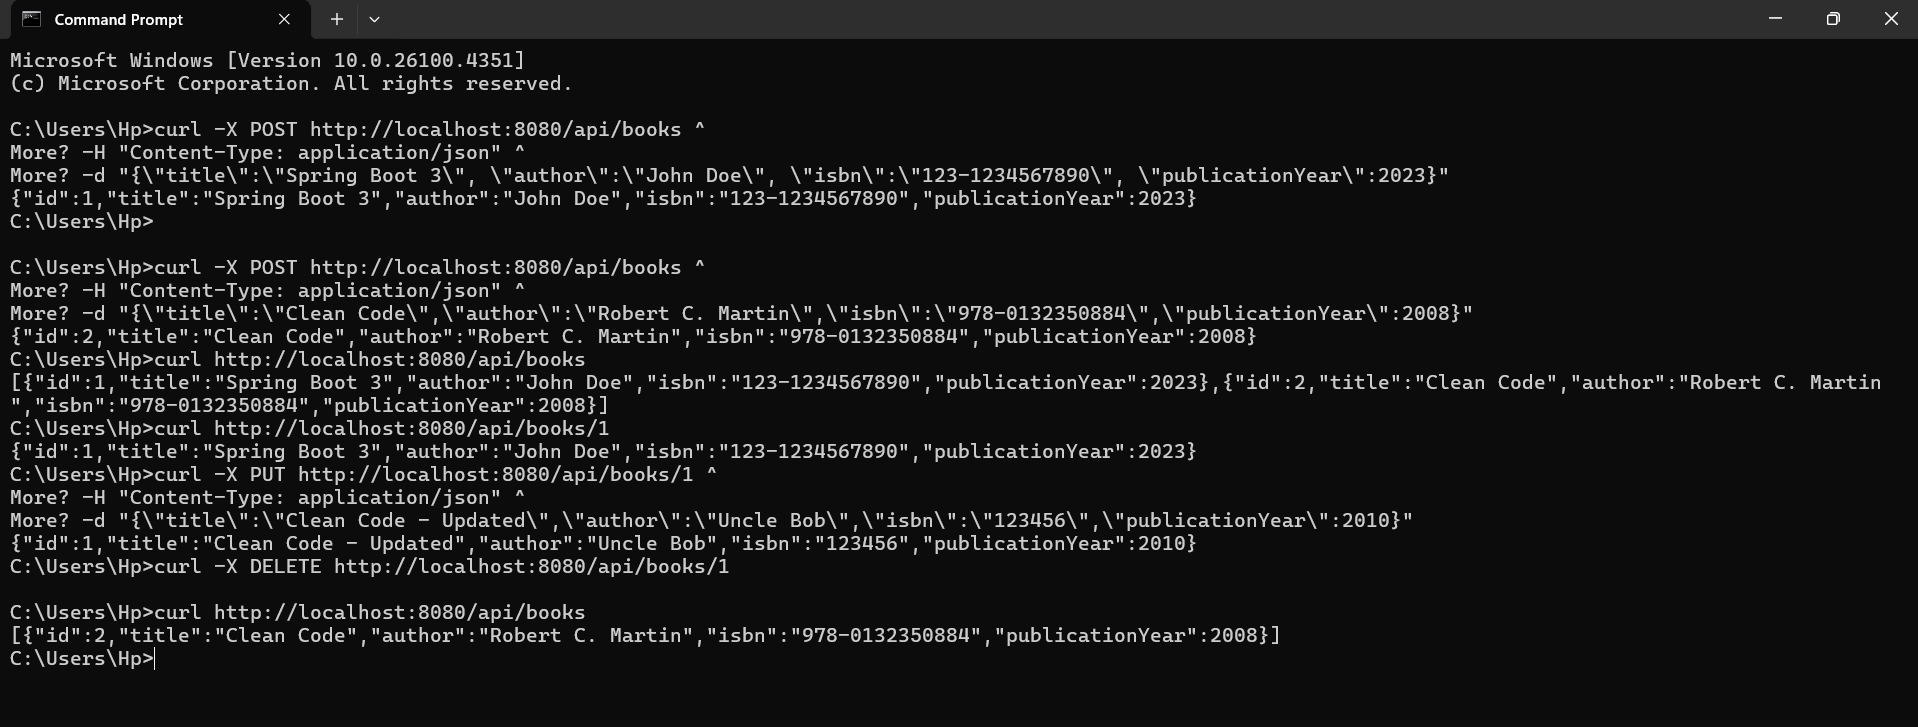 Command Prompt
Microsoft Windows [Version 10.0.26100.4351]
(c) Microsoft Corporation. All rights reserved.
C:\Users\Hp>curl -X POST http://localhost:8080/api/books ^
More? -H "Content-Type: application/json" ^
More? -d "{\"title\":\"Spring Boot 3\", \"author\":\"John Doe\", \"isbn\":\"123-1234567890\", \"publicationYear\":2023}"
{"id":1,"title":"Spring Boot 3","author":"John Doe","isbn":"123-1234567890","publicationYear":2023}
C:\Users\Hp>
C:\Users\Hp>curl -X POST http://localhost:8080/api/books ^
More? -H "Content-Type: application/json" ^
More? -d "{\"title\":\"Clean Code\",\"author\":\"Robert C. Martin\",\"isbn\":\"978-0132350884\",\"publicationYear\":2008}"
{"id":2,"title":"Clean Code","author":"Robert C. Martin","isbn":"978-0132350884","publicationYear":2008}
C:\Users\Hp>curl http://localhost:8080/api/books
[{"id":1,"title":"Spring Boot 3","author":"John Doe","isbn":"123-1234567890","publicationYear":2023},{"id":2,"title":"Clean Code","author":"Robert C. Martin
","isbn":"978-0132350884","publicationYear":2008}]
C:\Users\Hp>curl http://localhost:8080/api/books/1
{"id":1,"title":"Spring Boot 3","author":"John Doe","isbn":"123-1234567890","publicationYear":2023}
C:\Users\Hp>curl -X PUT http://localhost:8080/api/books/1 ^
More? -H "Content-Type: application/json" ^
More? -d "{\"title\":\"Clean Code - Updated\",\"author\":\"Uncle Bob\",\"isbn\":\"123456\",\"publicationYear\":2010}"
{"id":1,"title":"Clean Code - Updated","author":"Uncle Bob","isbn":"123456","publicationYear":2010}
C:\Users\Hp>curl -X DELETE http://localhost:8080/api/books/1
C:\Users\Hp>curl http://localhost:8080/api/books
[{"id":2,"title":"Clean Code","author":"Robert C. Martin","isbn":"978-0132350884","publicationYear":2008}]
C:\Users\Hp>